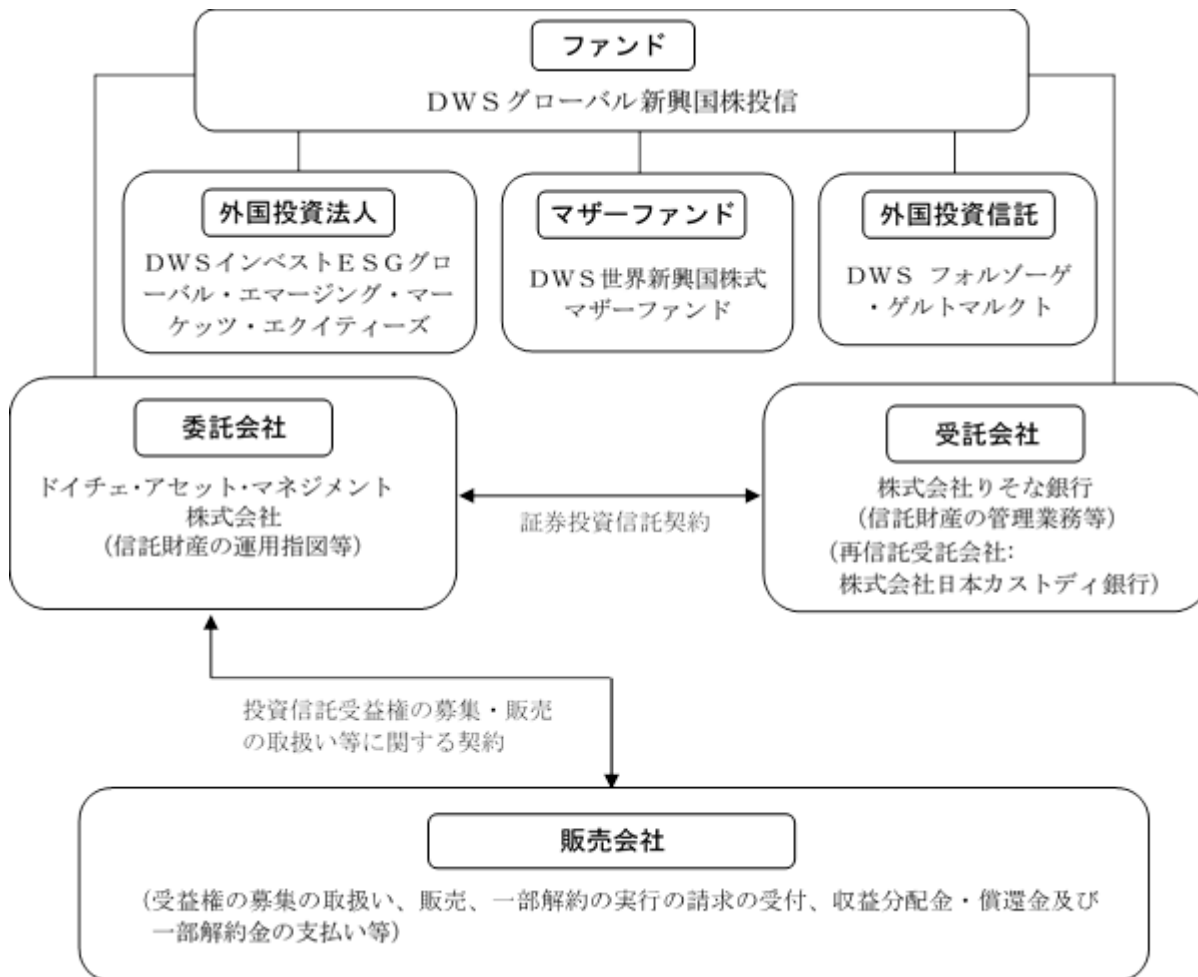 ファンド
DWSグローバル新興国株投信
外国投資法人
DWSインベストESGグロ
ーバル・エマージング・マー
ケッツ・エクイティーズ
マザーファンド
DWS世界新興国株式
マザーファンド
外国投資信託
DWS フォルゾーゲ
・ゲルトマルクト
委託会社
ドイチェ・アセット・マネジメント
株式会社
(信託財産の運用指図等)
証券投資信託契約
受託会社
株式会社りそな銀行
(信託財産の管理業務等)
(再信託受託会社:
株式会社日本カストディ銀行)
投資信託受益権の募集・販売
の取扱い等に関する契約
販売会社
(受益権の募集の取扱い、販売、一部解約の実行の請求の受付、収益分配金・償還金及び
一部解約金の支払い等)